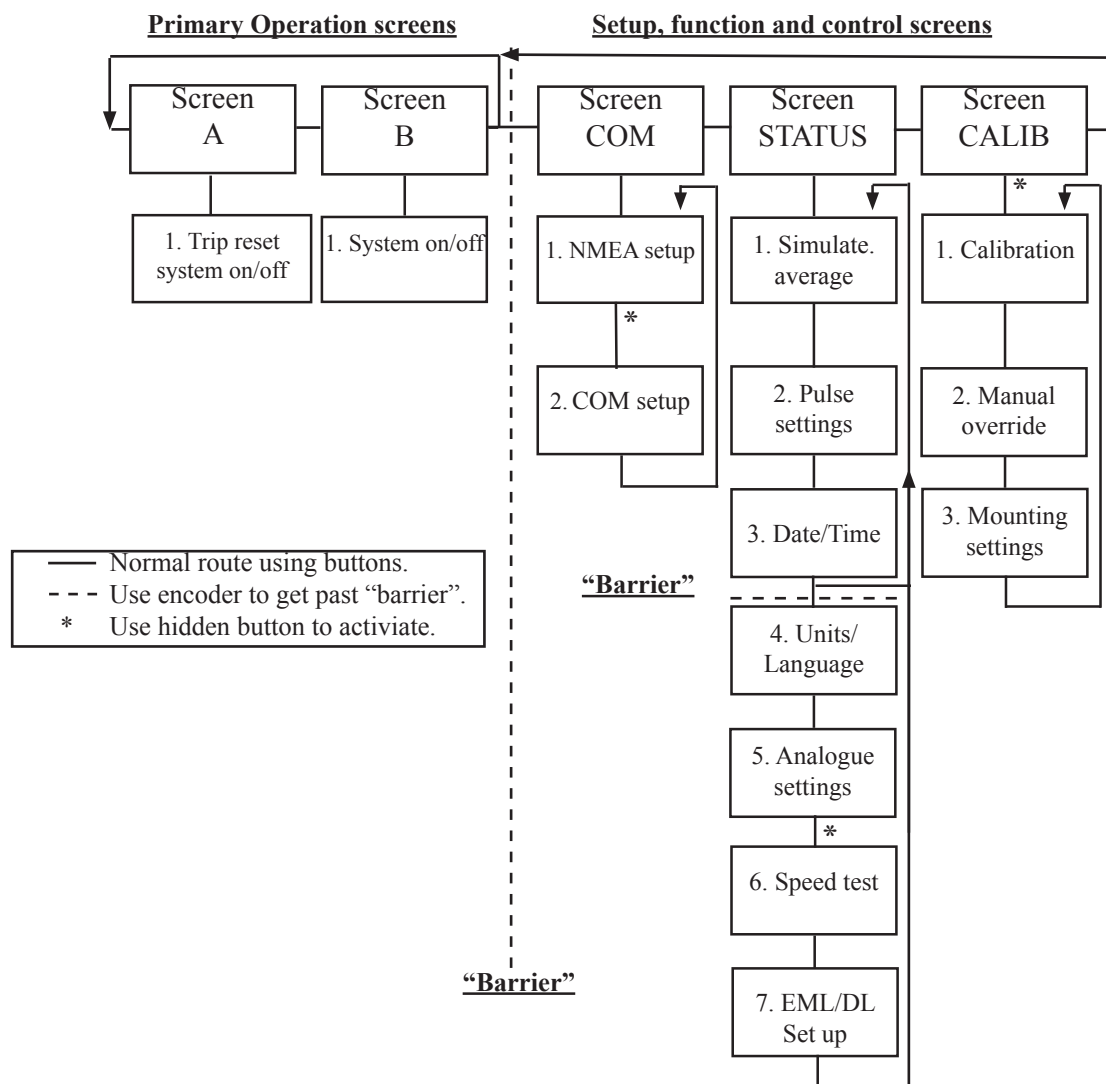 Primary Operation screens
Setup, function and control screens
Screen
A
Screen
B
Screen
COM
Screen
STATUS
Screen
CALIB
*
1. Trip reset
system on/off
1. System on/off
1. NMEA setup
*
2. COM setup
1. Simulate.
average
2. Pulse
settings
3. Date/Time
“Barrier”
4. Units/
Language
5. Analogue
settings
*
6. Speed test
7. EML/DL
Set up
1. Calibration
2. Manual
override
3. Mounting
settings
Normal route using buttons.
Use encoder to get past “barrier”.
* Use hidden button to activiate.
“Barrier”